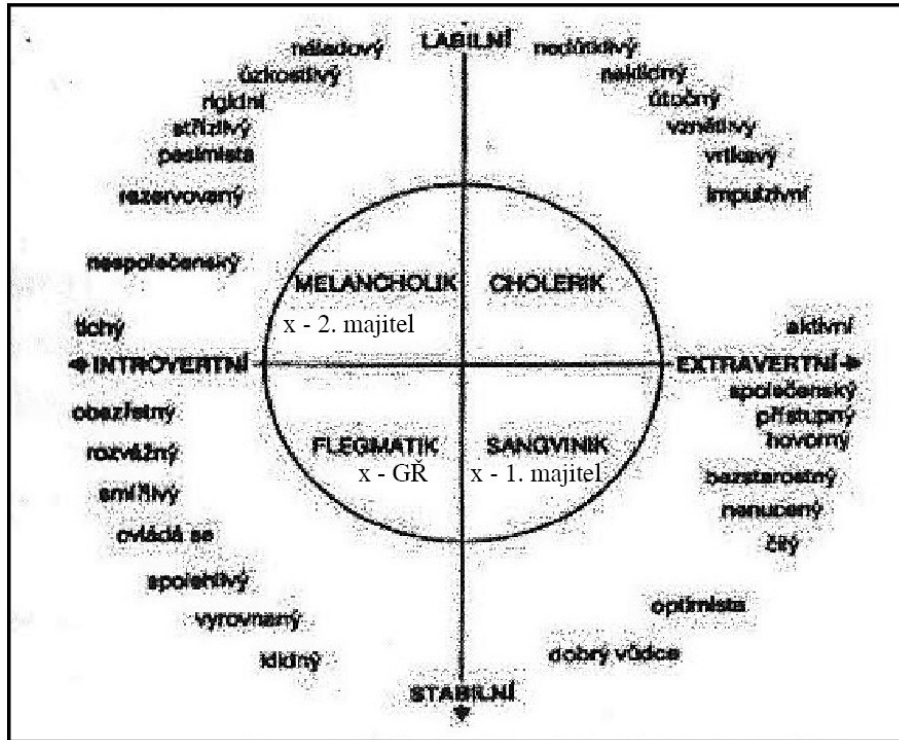 náladový
LABILNÍ
nedůtklivý
úzkostlivý
neklidný
rigidní
útočný
střízlivý
vznětlivý
pesimista
vrtkavý
rezervovaný
impulzivní
nespolečenský
MELANCHOLIK
CHOLERIK
tichý
x - 2. majitel
aktivní
INTROVERTNÍ
EXTRAVERTNÍ
společenský
obezřetný
přístupný
hovorný
rozvážný
FLEGMATIK
SANGVINIK
x - GŘ
x - 1. majitel
bezstarostný
smířlivý
nenucený
ovládá se
čilý
spolehlivý
optimista
vyrovnaný
klidný
dobrý vůdce
STABILNÍ